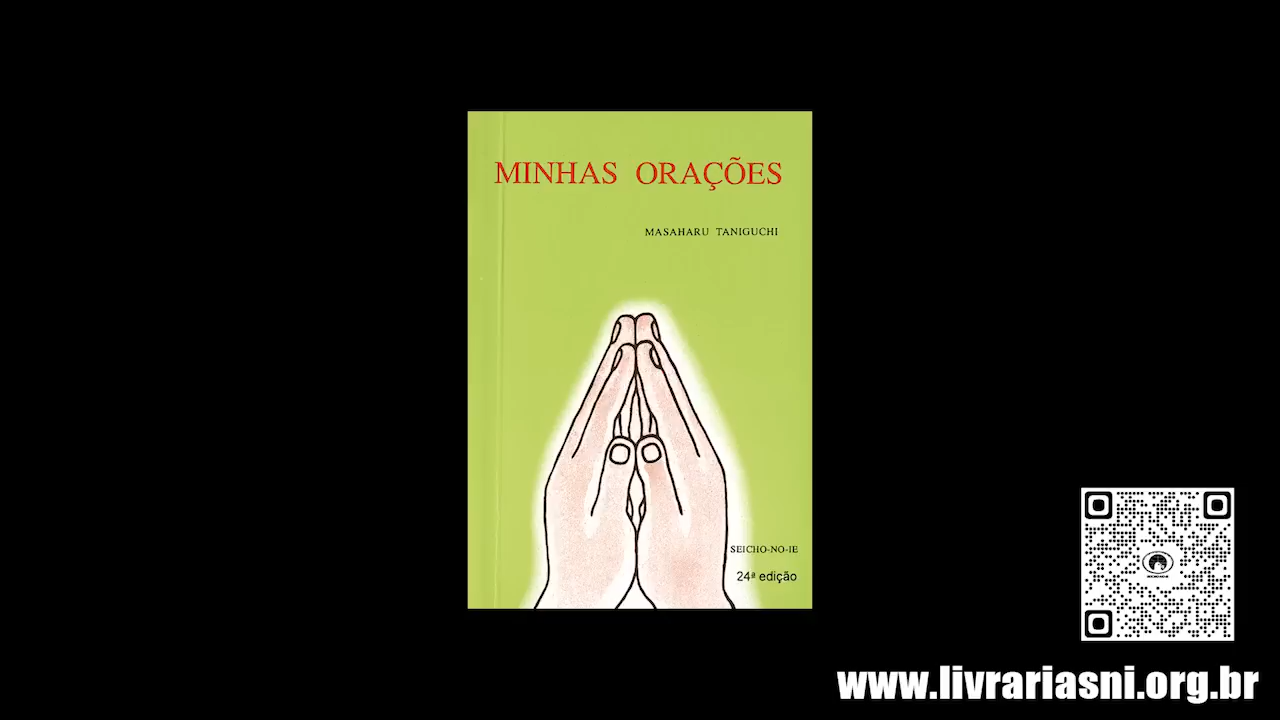 MINHAS ORAÇÕES
MASAHARU TANIGUCHI
SEICHO-NO-IE
24ª edição
www.livrariasni.org.br